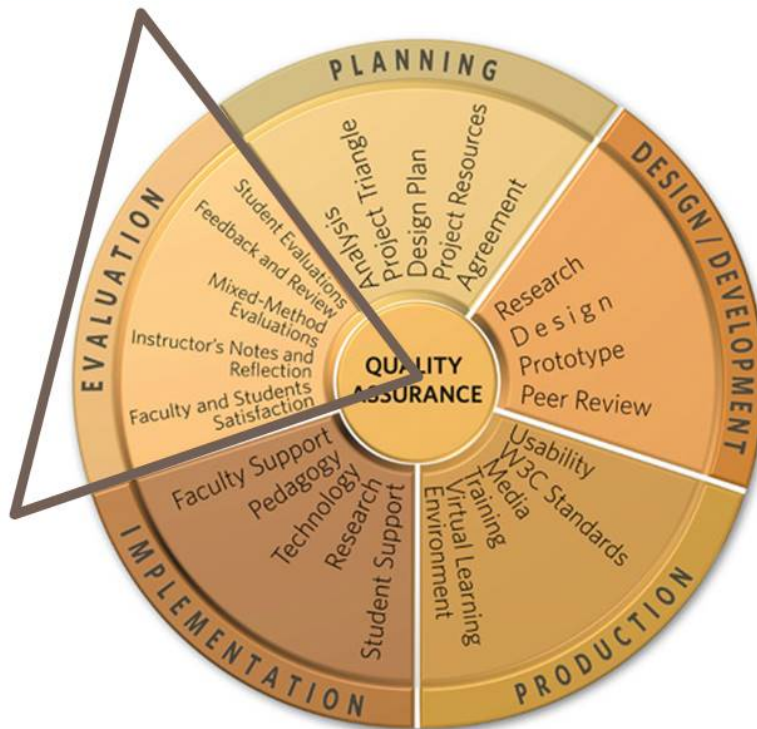 PLANNING
Analysis
Project Triangle
Design Plan
Project Resources
Agreement
DESIGN/DEVELOPMENT
Research
Design
Prototype
Peer Review
PRODUCTION
Usability
W3C Standards
Media
Training
Virtual Learning
Environment
IMPLEMENTATION
Faculty Support
Pedagogy
Technology
Research
Student Support
EVALUATION
Student Evaluations
Feedback and Review
Mixed-Method
Evaluations
Instructor's Notes and
Reflection
Faculty and Students
Satisfaction
QUALITY
ASSURANCE